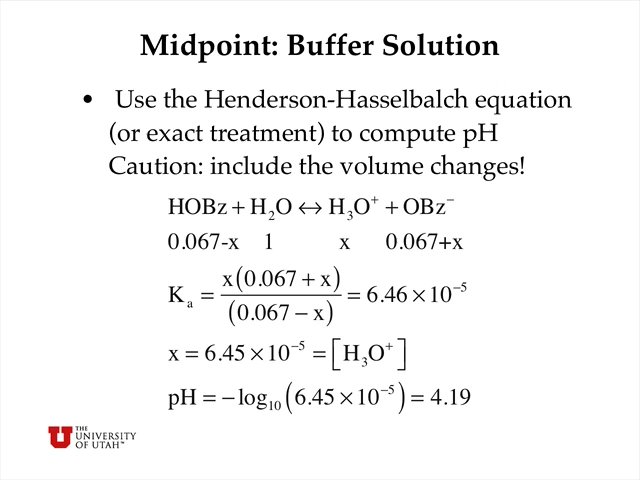 Midpoint: Buffer Solution
• Use the Henderson-Hasselbalch equation
(or exact treatment) to compute pH
Caution: include the volume changes!
HOBz + H₂O ↔ H₃O⁺ + OBz⁻
0.067-x 1 x 0.067+x
Kₐ = x(0.067 + x) / (0.067 − x) = 6.46 × 10⁻⁵
x = 6.45 × 10⁻⁵ = [H₃O⁺]
pH = −log₁₀(6.45 × 10⁻⁵) = 4.19
THE
UNIVERSITY
OF UTAH™